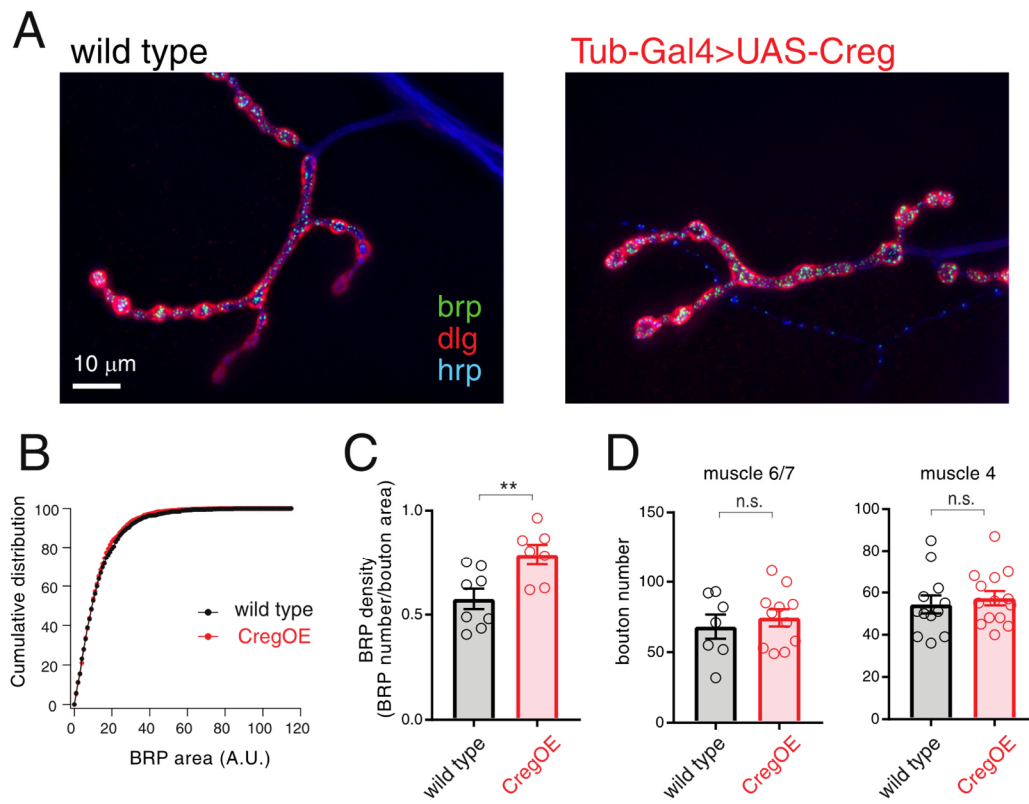 A
wild type
Tub-Gal4>UAS-Creg
brp
dlg
hrp
10 μm
B
Cumulative distribution
100
80
60
40
20
0
0 20 40 60 80 100 120
BRP area (A.U.)
wild type
CregOE
C
BRP density
(BRP number/bouton area)
1.0
0.5
0.0
**
wild type
CregOE
D
muscle 6/7
n.s.
bouton number
150
100
50
0
wild type
CregOE
muscle 4
n.s.
100
80
60
40
20
0
wild type
CregOE